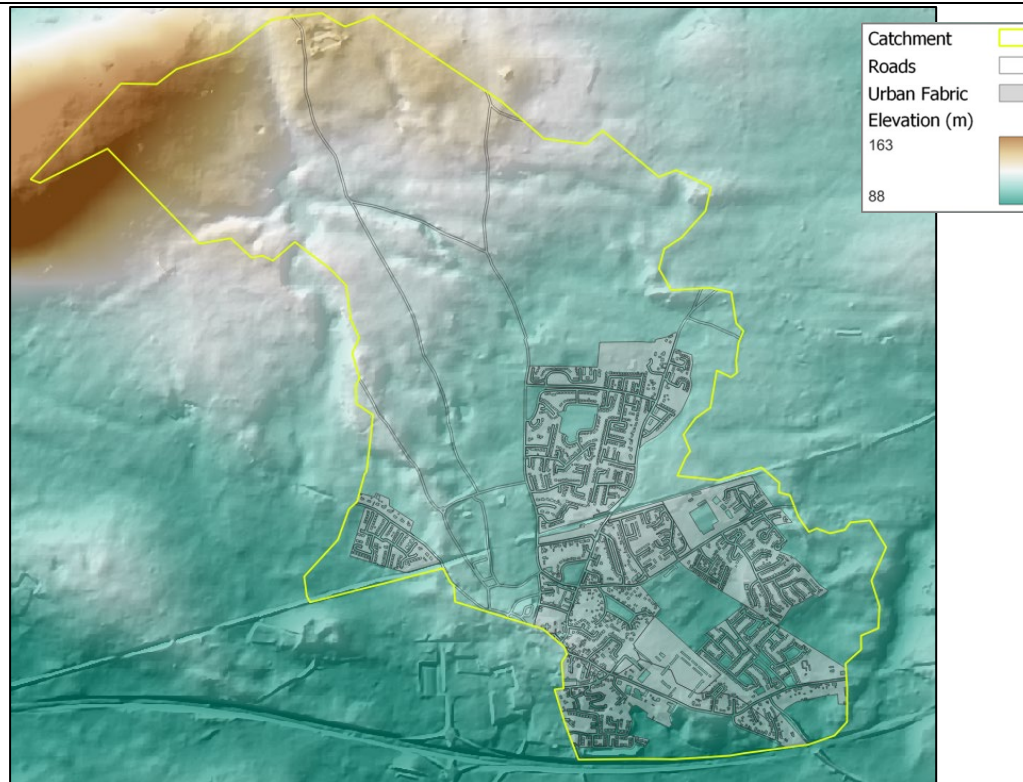 Catchment
Roads
Urban Fabric
Elevation (m)
163
88